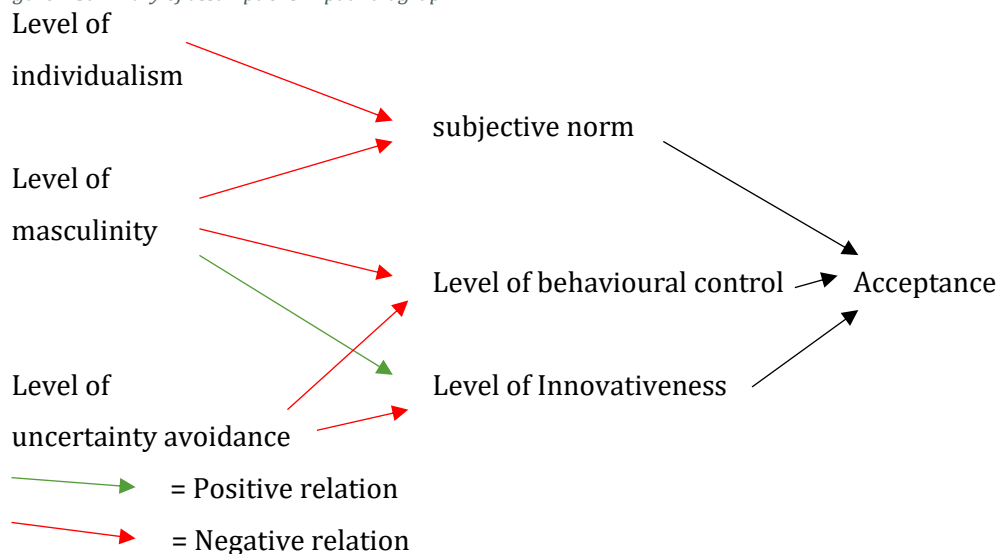 Level of
individualism
subjective norm
Level of
masculinity
Level of behavioural control
Acceptance
Level of
uncertainty avoidance
Level of Innovativeness
= Positive relation
= Negative relation